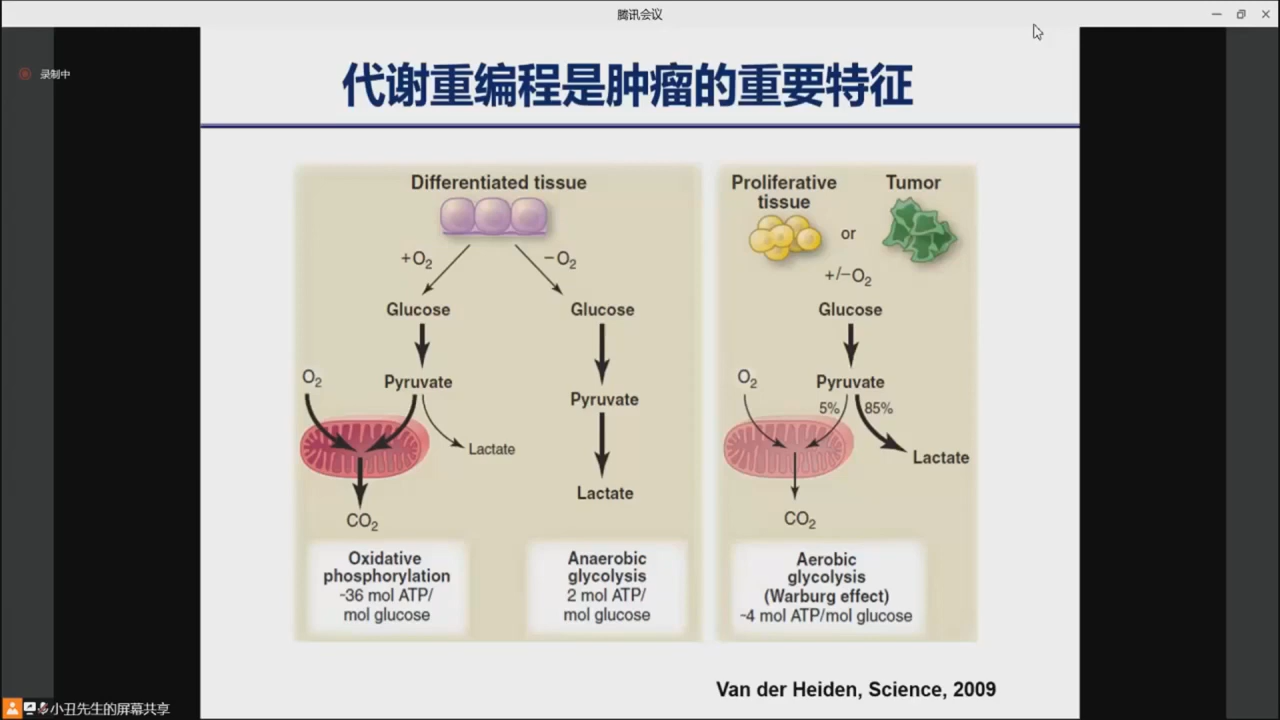 腾讯会议
录制中
代谢重编程是肿瘤的重要特征
Differentiated tissue
+O₂
−O₂
Glucose
Glucose
O₂
Pyruvate
Pyruvate
Lactate
Lactate
CO₂
Oxidative
phosphorylation
~36 mol ATP/
mol glucose
Anaerobic
glycolysis
2 mol ATP/
mol glucose
Proliferative
tissue
or
Tumor
+/−O₂
Glucose
O₂
Pyruvate
5%
85%
Lactate
CO₂
Aerobic
glycolysis
(Warburg effect)
~4 mol ATP/mol glucose
Van der Heiden, Science, 2009
小丑先生的屏幕共享